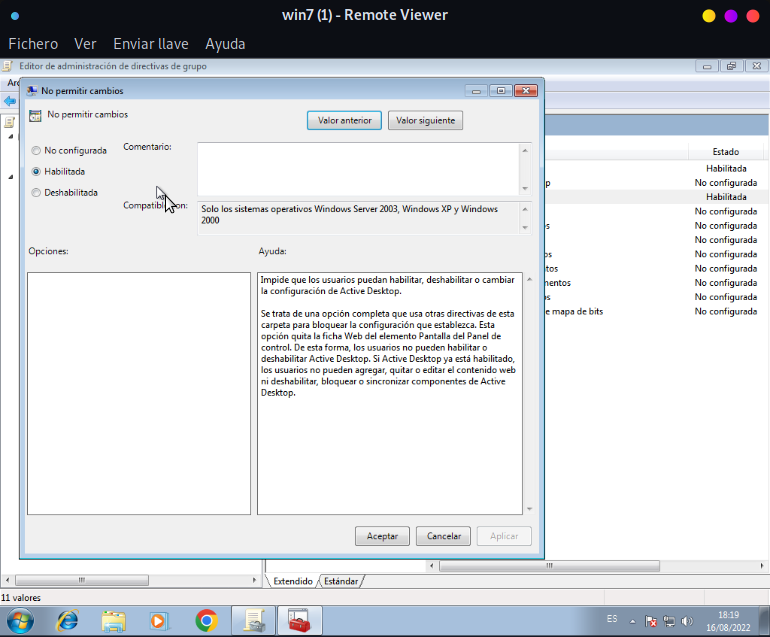 win7 (1) - Remote Viewer
Fichero Ver Enviar llave Ayuda
Editor de administración de directivas de grupo
No permitir cambios
No permitir cambios
Valor anterior Valor siguiente
No configurada
Habilitada
Deshabilitada
Comentario:
Solo los sistemas operativos Windows Server 2003, Windows XP y Windows
2000
Opciones:
Ayuda:
Impide que los usuarios puedan habilitar, deshabilitar o cambiar
la configuración de Active Desktop.
Se trata de una opción completa que usa otras directivas de esta
carpeta para bloquear la configuración que establezca. Esta
opción quita la ficha Web del elemento Pantalla del Panel de
control. De esta forma, los usuarios no pueden habilitar o
deshabilitar Active Desktop. Si Active Desktop ya está habilitado,
los usuarios no pueden agregar, quitar o editar el contenido web
ni deshabilitar, bloquear o sincronizar componentes de Active
Desktop.
Aceptar Cancelar Aplicar
Estado
Habilitada
No configurada
Habilitada
No configurada
No configurada
No configurada
No configurada
No configurada
No configurada
No configurada
No configurada
e mapa de bits No configurada
Extendido Estándar
11 valores
ES
18:19
16/08/2022